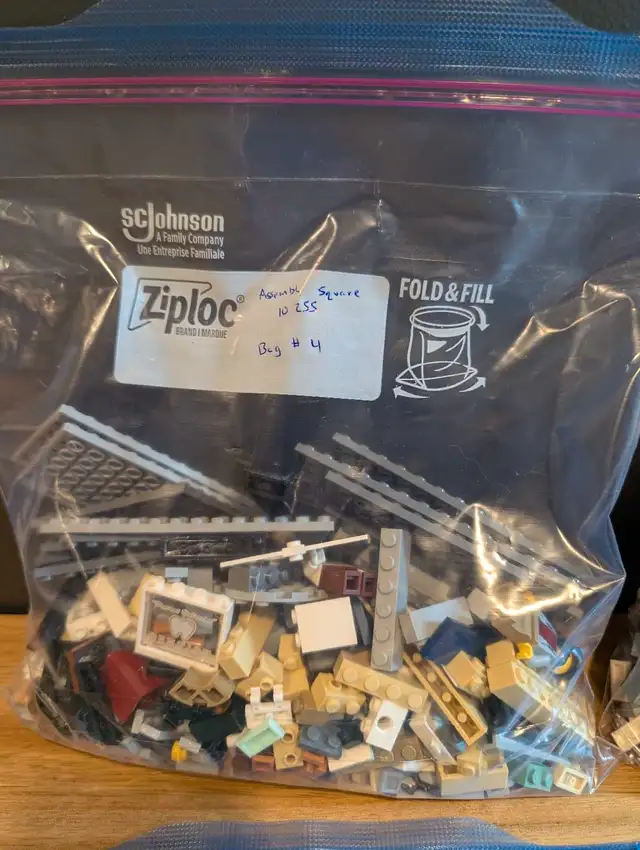 scJohnson
A Family Company
Une Entreprise Familiale
Ziploc®
BRAND | MARQUE
Assembly Square
10255
Bag # 4
FOLD & FILL